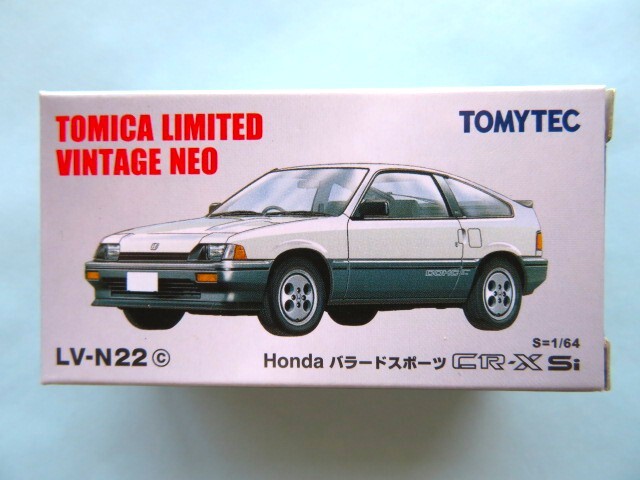 TOMICA LIMITED
VINTAGE NEO
TOMYTEC
S=1/64
LV-N22 ©
Honda バラードスポーツ CR-X Si